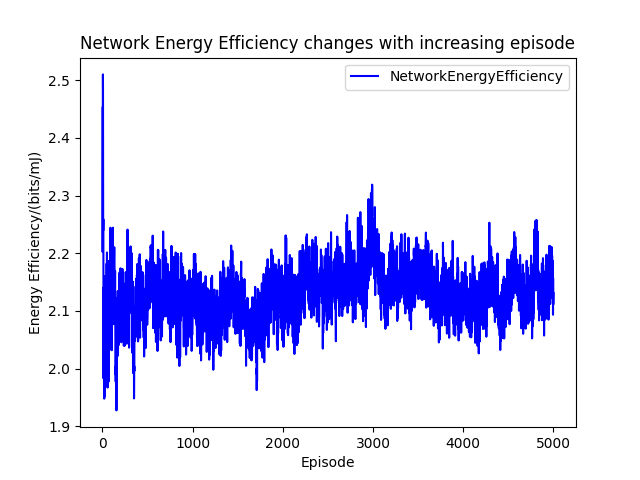 Network Energy Efficiency changes with increasing episode
NetworkEnergyEfficiency
Energy Efficiency/(bits/mJ)
2.5
2.4
2.3
2.2
2.1
2.0
1.9
0 1000 2000 3000 4000 5000
Episode